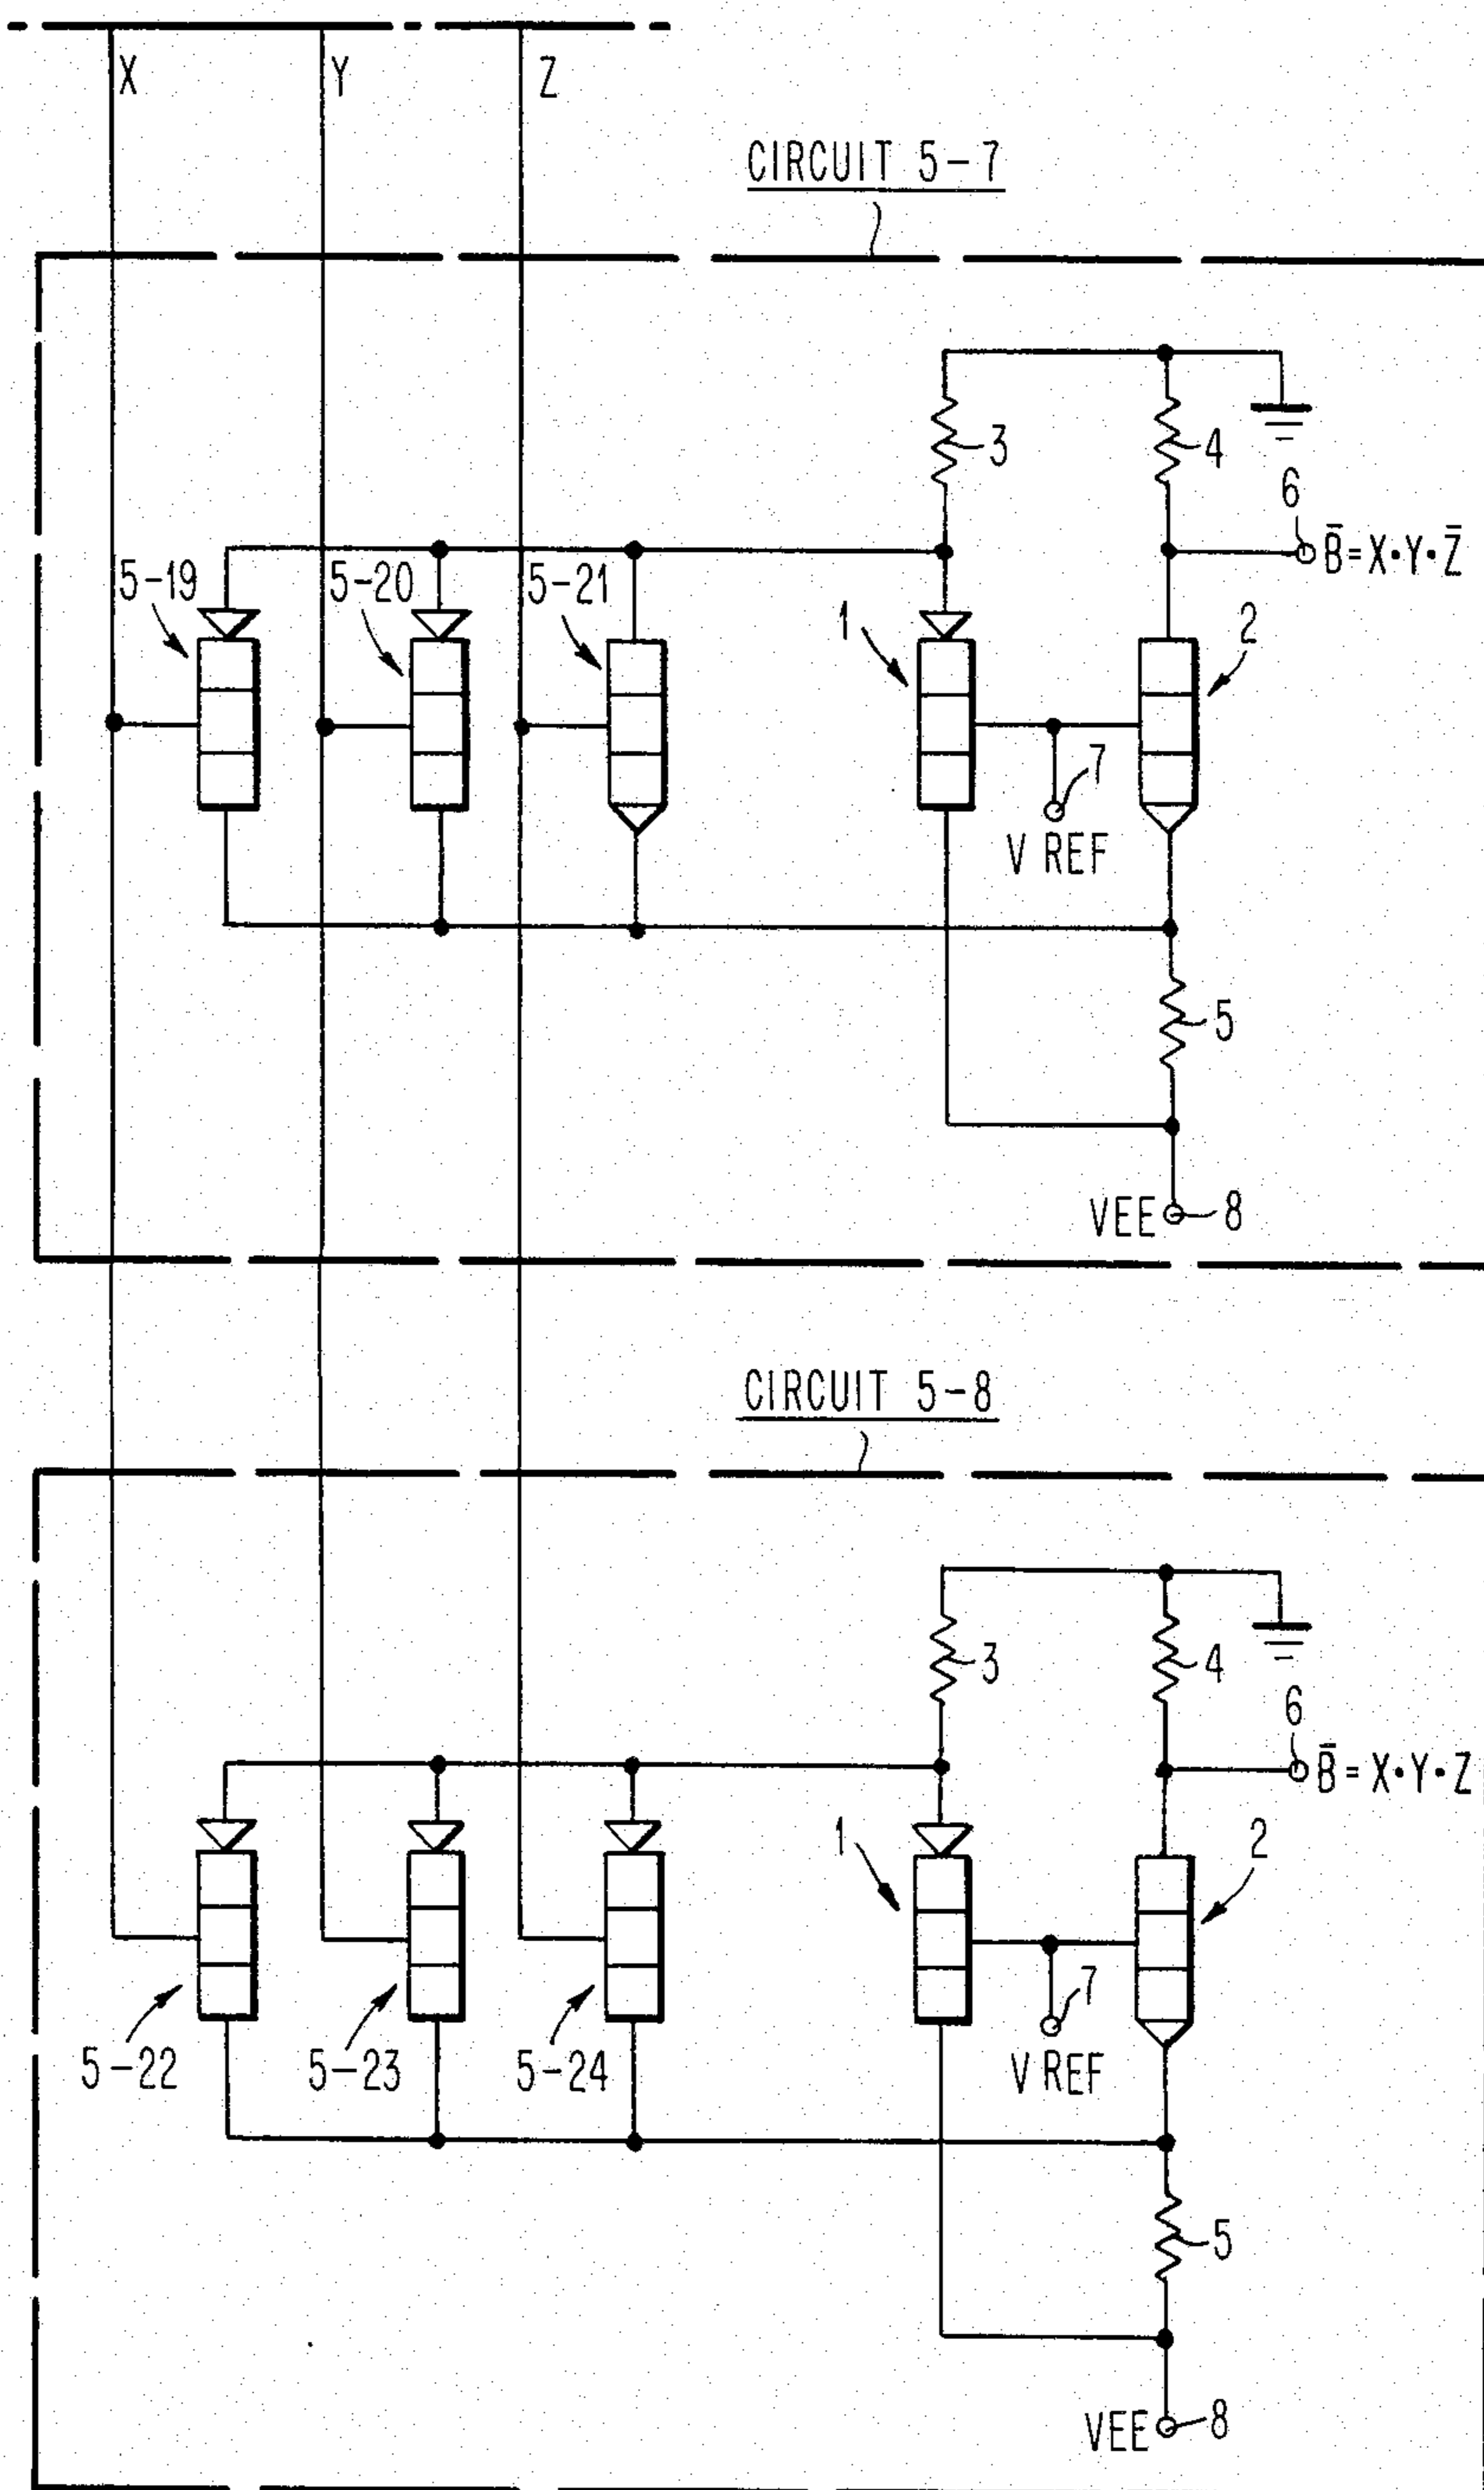 X Y Z
CIRCUIT 5-7
3 4
6
B̄=X·Y·Z̄
5-19 5-20 5-21 1 2
7
V REF
5
VEE 8
CIRCUIT 5-8
3 4
6
B̄=X·Y·Z
1 2
7
5-22 5-23 5-24 V REF
5
VEE 8